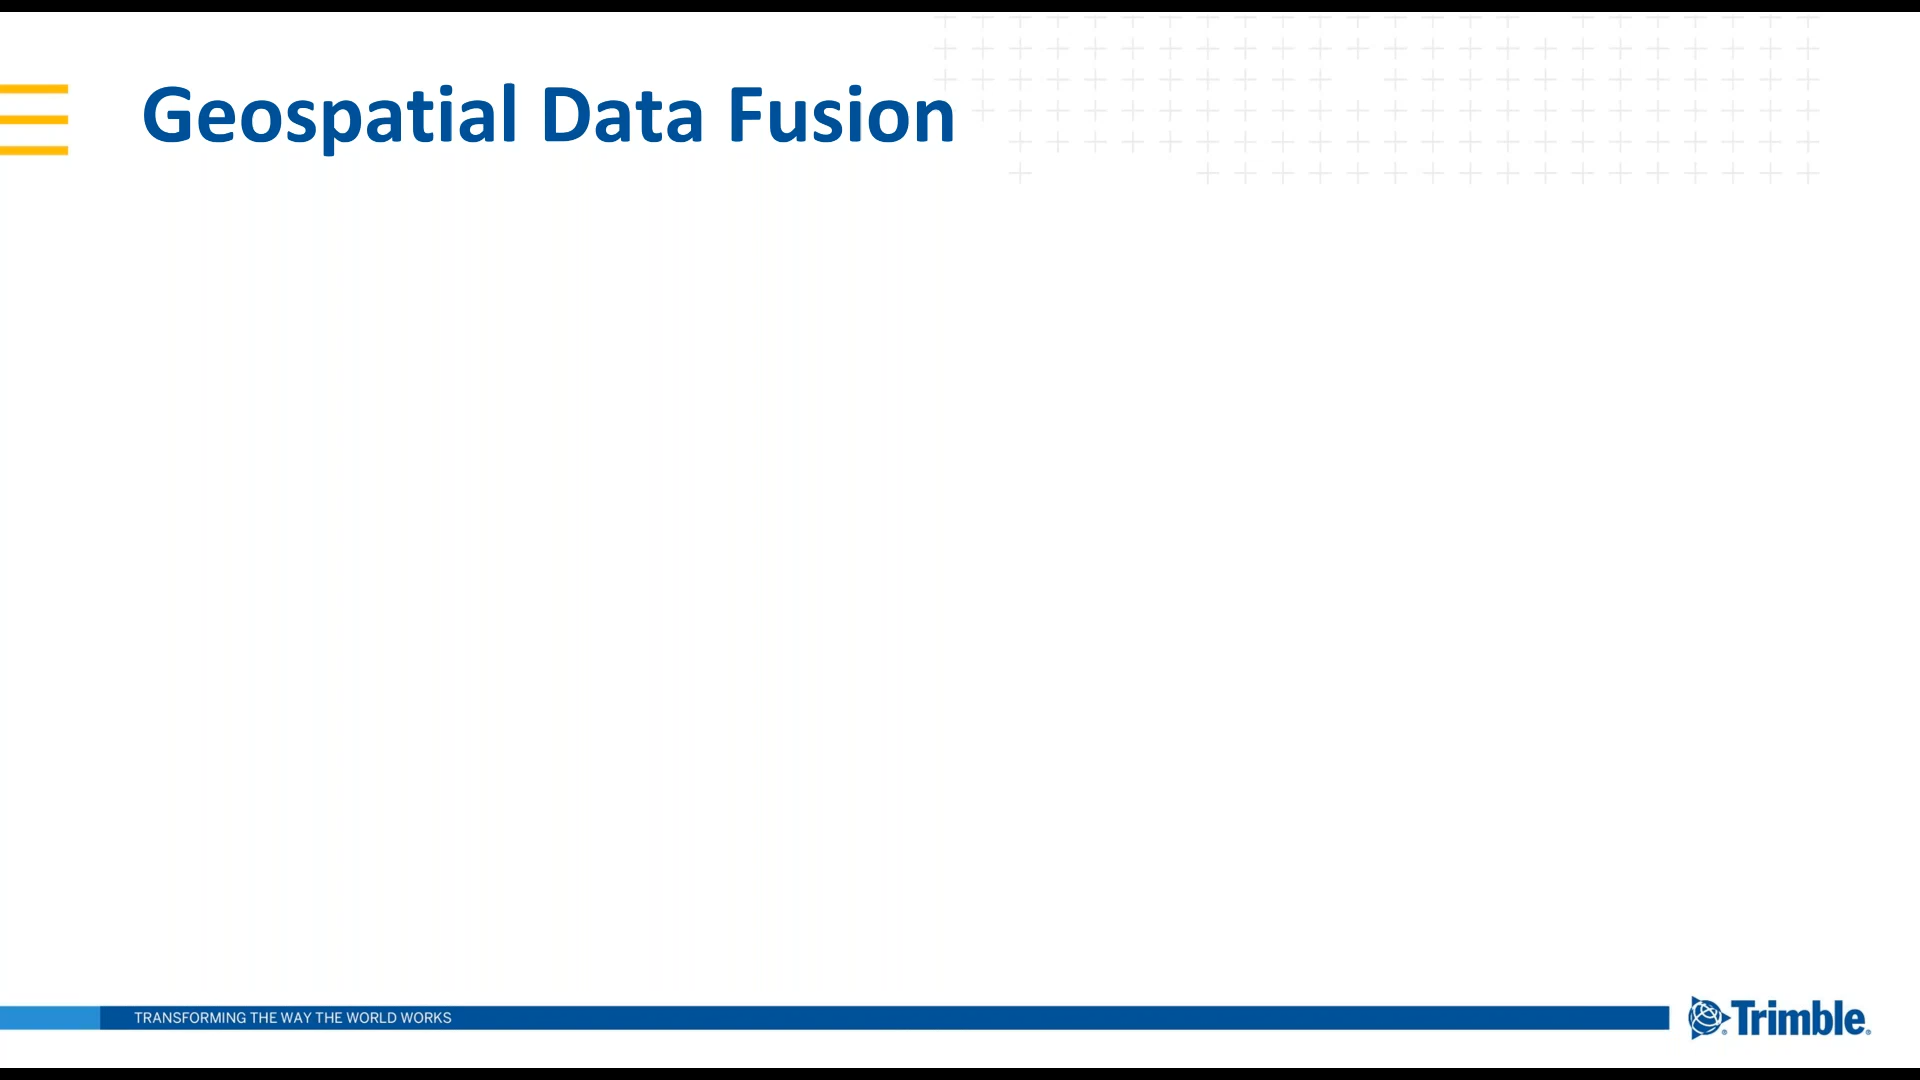 Geospatial Data Fusion
TRANSFORMING THE WAY THE WORLD WORKS
Trimble